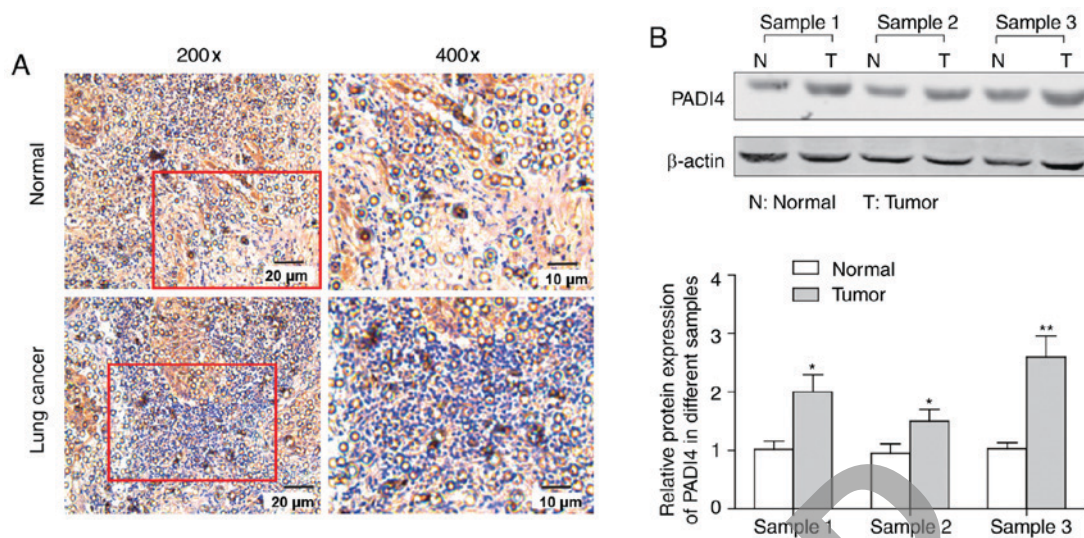 A
200x
400x
Normal
20 µm
10 µm
Lung cancer
20 µm
10 µm
B
Sample 1
Sample 2
Sample 3
N
T
N
T
N
T
PADI4
β-actin
N: Normal
T: Tumor
Relative protein expression
of PADI4 in different samples
Normal
Tumor
4
3
2
1
0
*
*
**
Sample 1
Sample 2
Sample 3